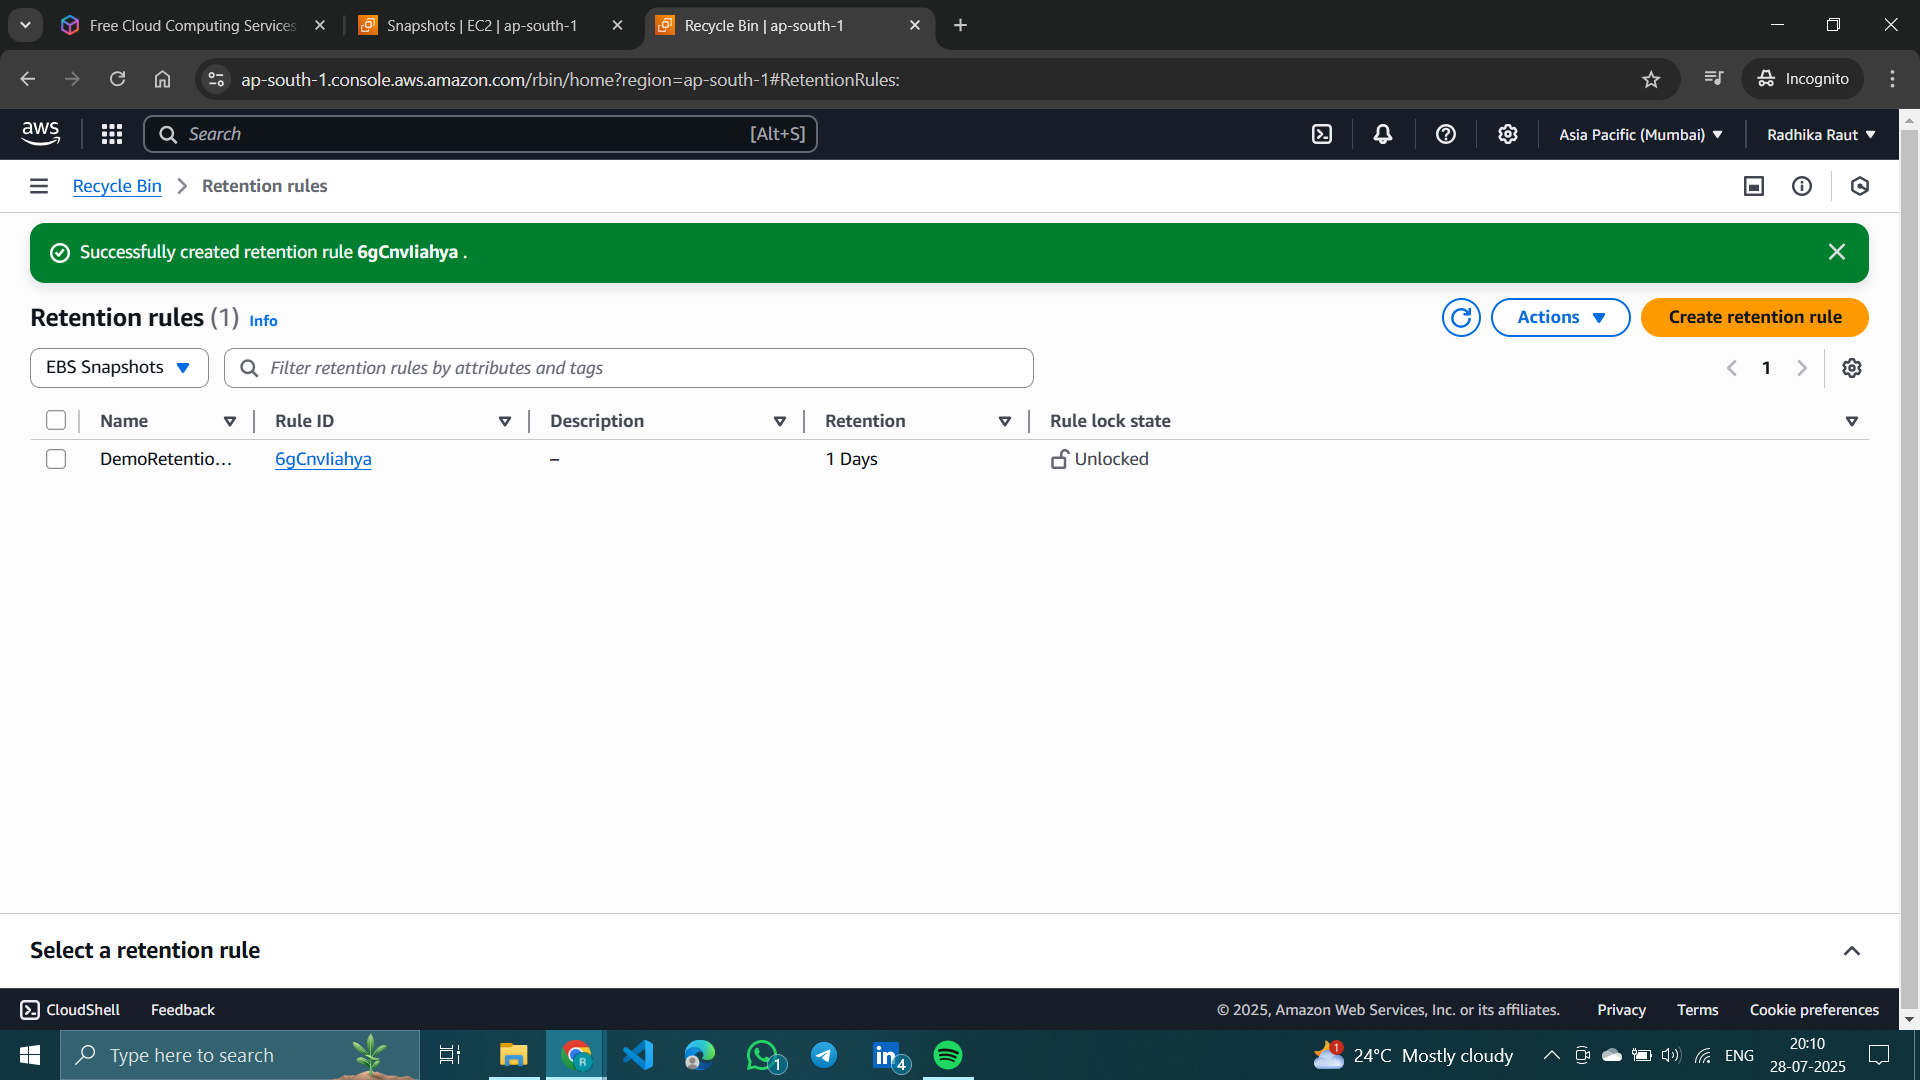 Free Cloud Computing Services
Snapshots | EC2 | ap-south-1
Recycle Bin | ap-south-1
ap-south-1.console.aws.amazon.com/rbin/home?region=ap-south-1#RetentionRules:
Incognito
aws
Search
[Alt+S]
Asia Pacific (Mumbai)
Radhika Raut
Recycle Bin
Retention rules
Successfully created retention rule 6gCnvIiahya .
Retention rules (1) Info
Actions
Create retention rule
EBS Snapshots
Filter retention rules by attributes and tags
1
Name
Rule ID
Description
Retention
Rule lock state
DemoRetentio...
6gCnvIiahya
–
1 Days
Unlocked
Select a retention rule
CloudShell
Feedback
© 2025, Amazon Web Services, Inc. or its affiliates.
Privacy
Terms
Cookie preferences
Type here to search
R
1
in
4
1
24°C Mostly cloudy
ENG
20:10
28-07-2025